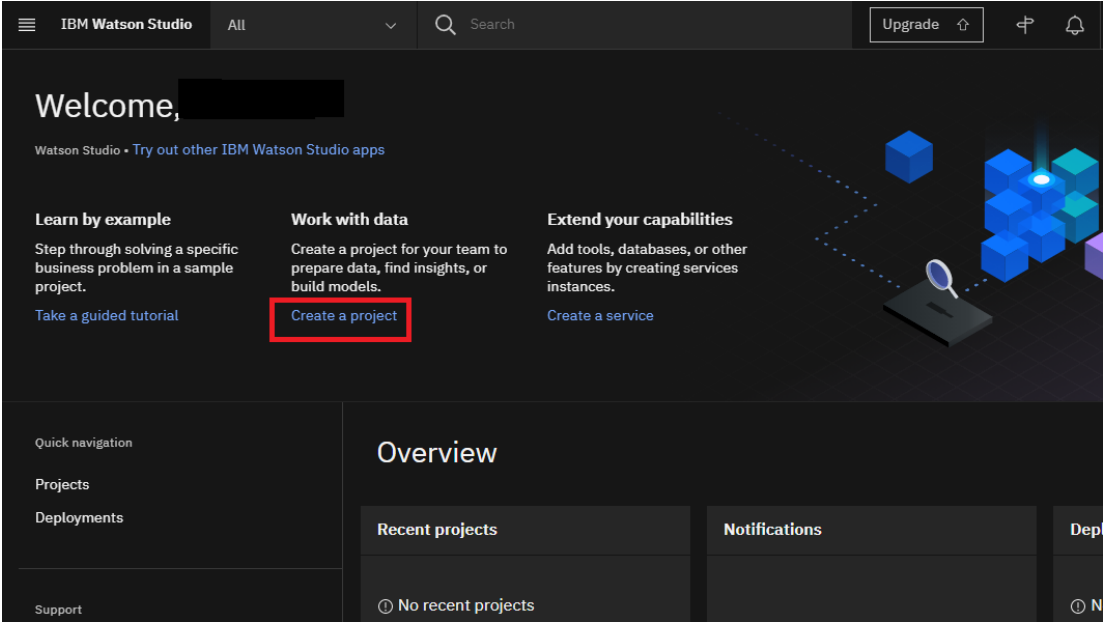 IBM Watson Studio
All
Search
Upgrade
Welcome,
Watson Studio • Try out other IBM Watson Studio apps
Learn by example
Step through solving a specific
business problem in a sample
project.
Take a guided tutorial
Work with data
Create a project for your team to
prepare data, find insights, or
build models.
Create a project
Extend your capabilities
Add tools, databases, or other
features by creating services
instances.
Create a service
Quick navigation
Projects
Deployments
Support
Overview
Recent projects
No recent projects
Notifications